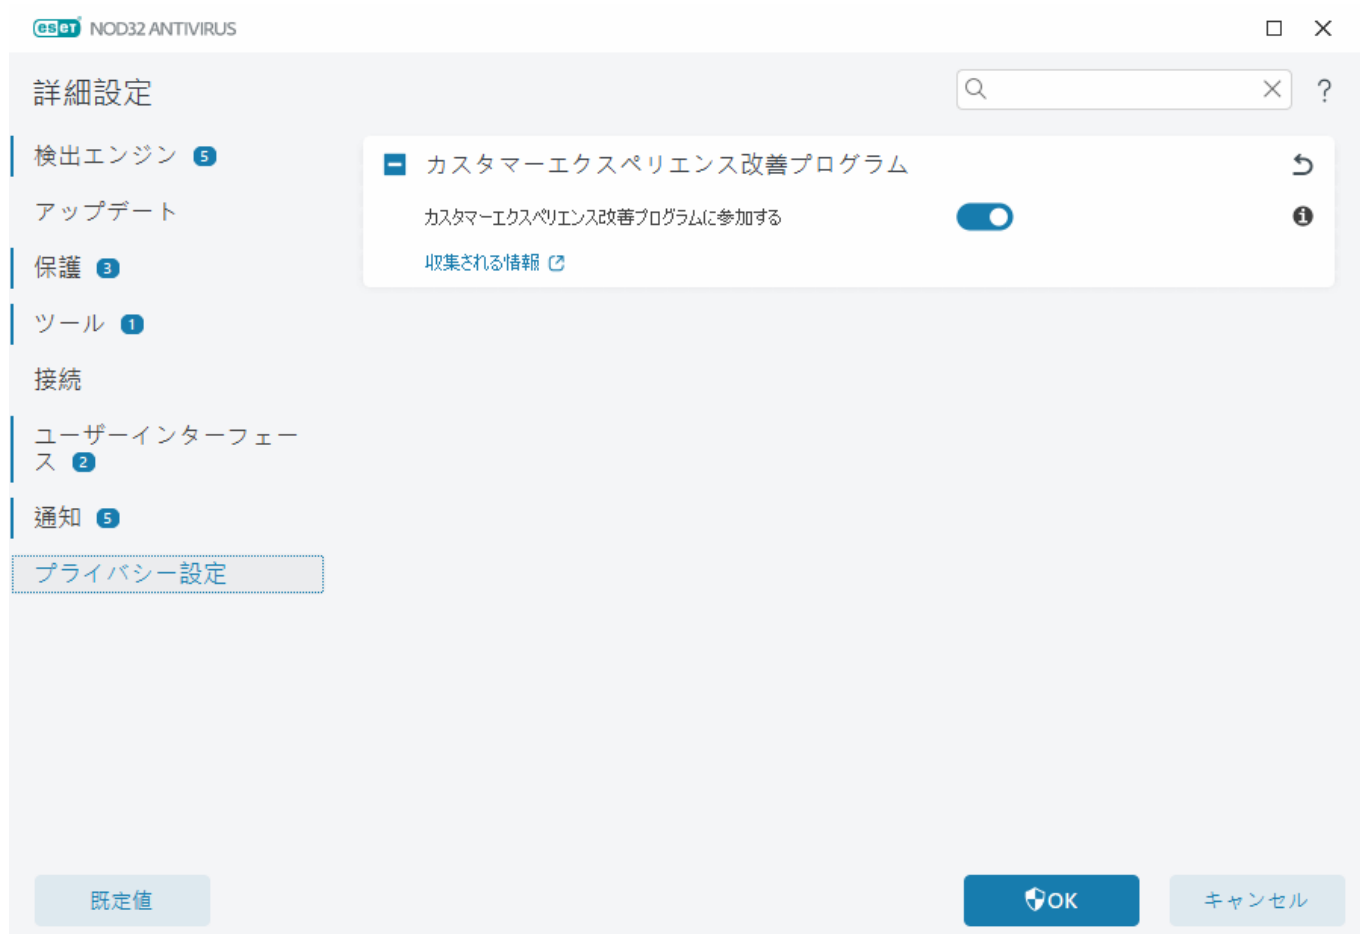 eset NOD32 ANTIVIRUS
詳細設定
?
検出エンジン 5
アップデート
保護 3
ツール 1
接続
ユーザーインターフェー
ス 2
通知 5
プライバシー設定
カスタマーエクスペリエンス改善プログラム
カスタマーエクスペリエンス改善プログラムに参加する
収集される情報
既定値
OK
キャンセル